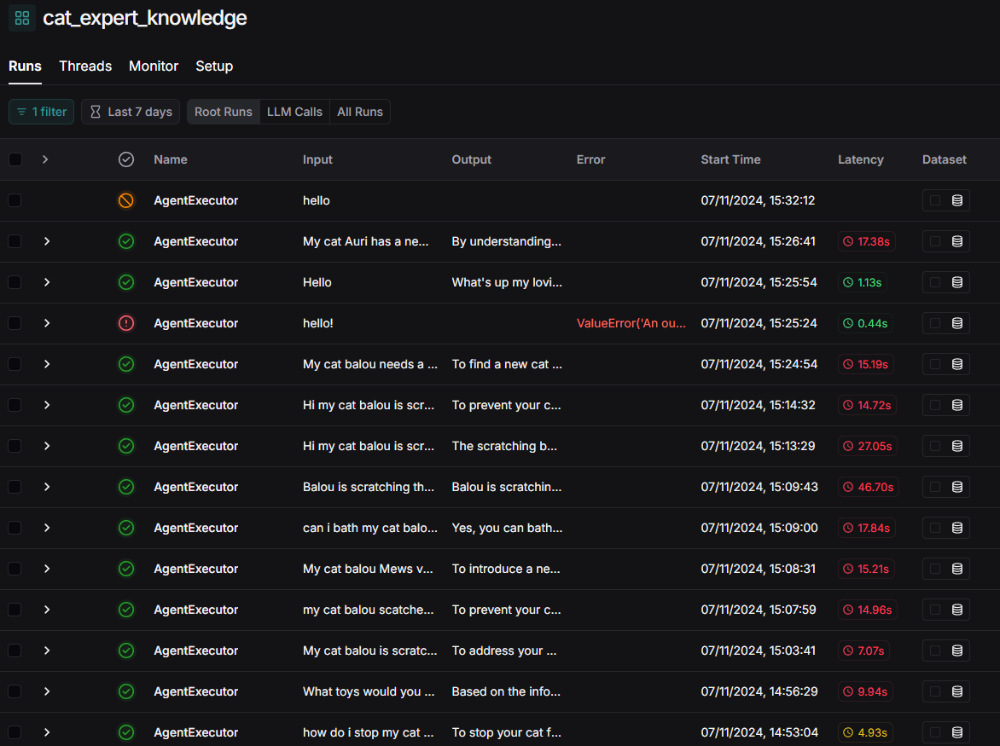 cat_expert_knowledge
Runs Threads Monitor Setup
1 filter Last 7 days Root Runs LLM Calls All Runs
Name Input Output Error Start Time Latency Dataset
AgentExecutor hello 07/11/2024, 15:32:12
AgentExecutor My cat Auri has a ne... By understanding... 07/11/2024, 15:26:41 17.38s
AgentExecutor Hello What's up my lovi... 07/11/2024, 15:25:54 1.13s
AgentExecutor hello! ValueError('An ou... 07/11/2024, 15:25:24 0.44s
AgentExecutor My cat balou needs a ... To find a new cat ... 07/11/2024, 15:24:54 15.19s
AgentExecutor Hi my cat balou is scr... To prevent your c... 07/11/2024, 15:14:32 14.72s
AgentExecutor Hi my cat balou is scr... The scratching b... 07/11/2024, 15:13:29 27.05s
AgentExecutor Balou is scratching th... Balou is scratchin... 07/11/2024, 15:09:43 46.70s
AgentExecutor can i bath my cat balo... Yes, you can bath... 07/11/2024, 15:09:00 17.84s
AgentExecutor My cat balou Mews v... To introduce a ne... 07/11/2024, 15:08:31 15.21s
AgentExecutor my cat balou scatche... To prevent your c... 07/11/2024, 15:07:59 14.96s
AgentExecutor My cat balou is scratc... To address your ... 07/11/2024, 15:03:41 7.07s
AgentExecutor What toys would you ... Based on the info... 07/11/2024, 14:56:29 9.94s
AgentExecutor how do i stop my cat ... To stop your cat f... 07/11/2024, 14:53:04 4.93s